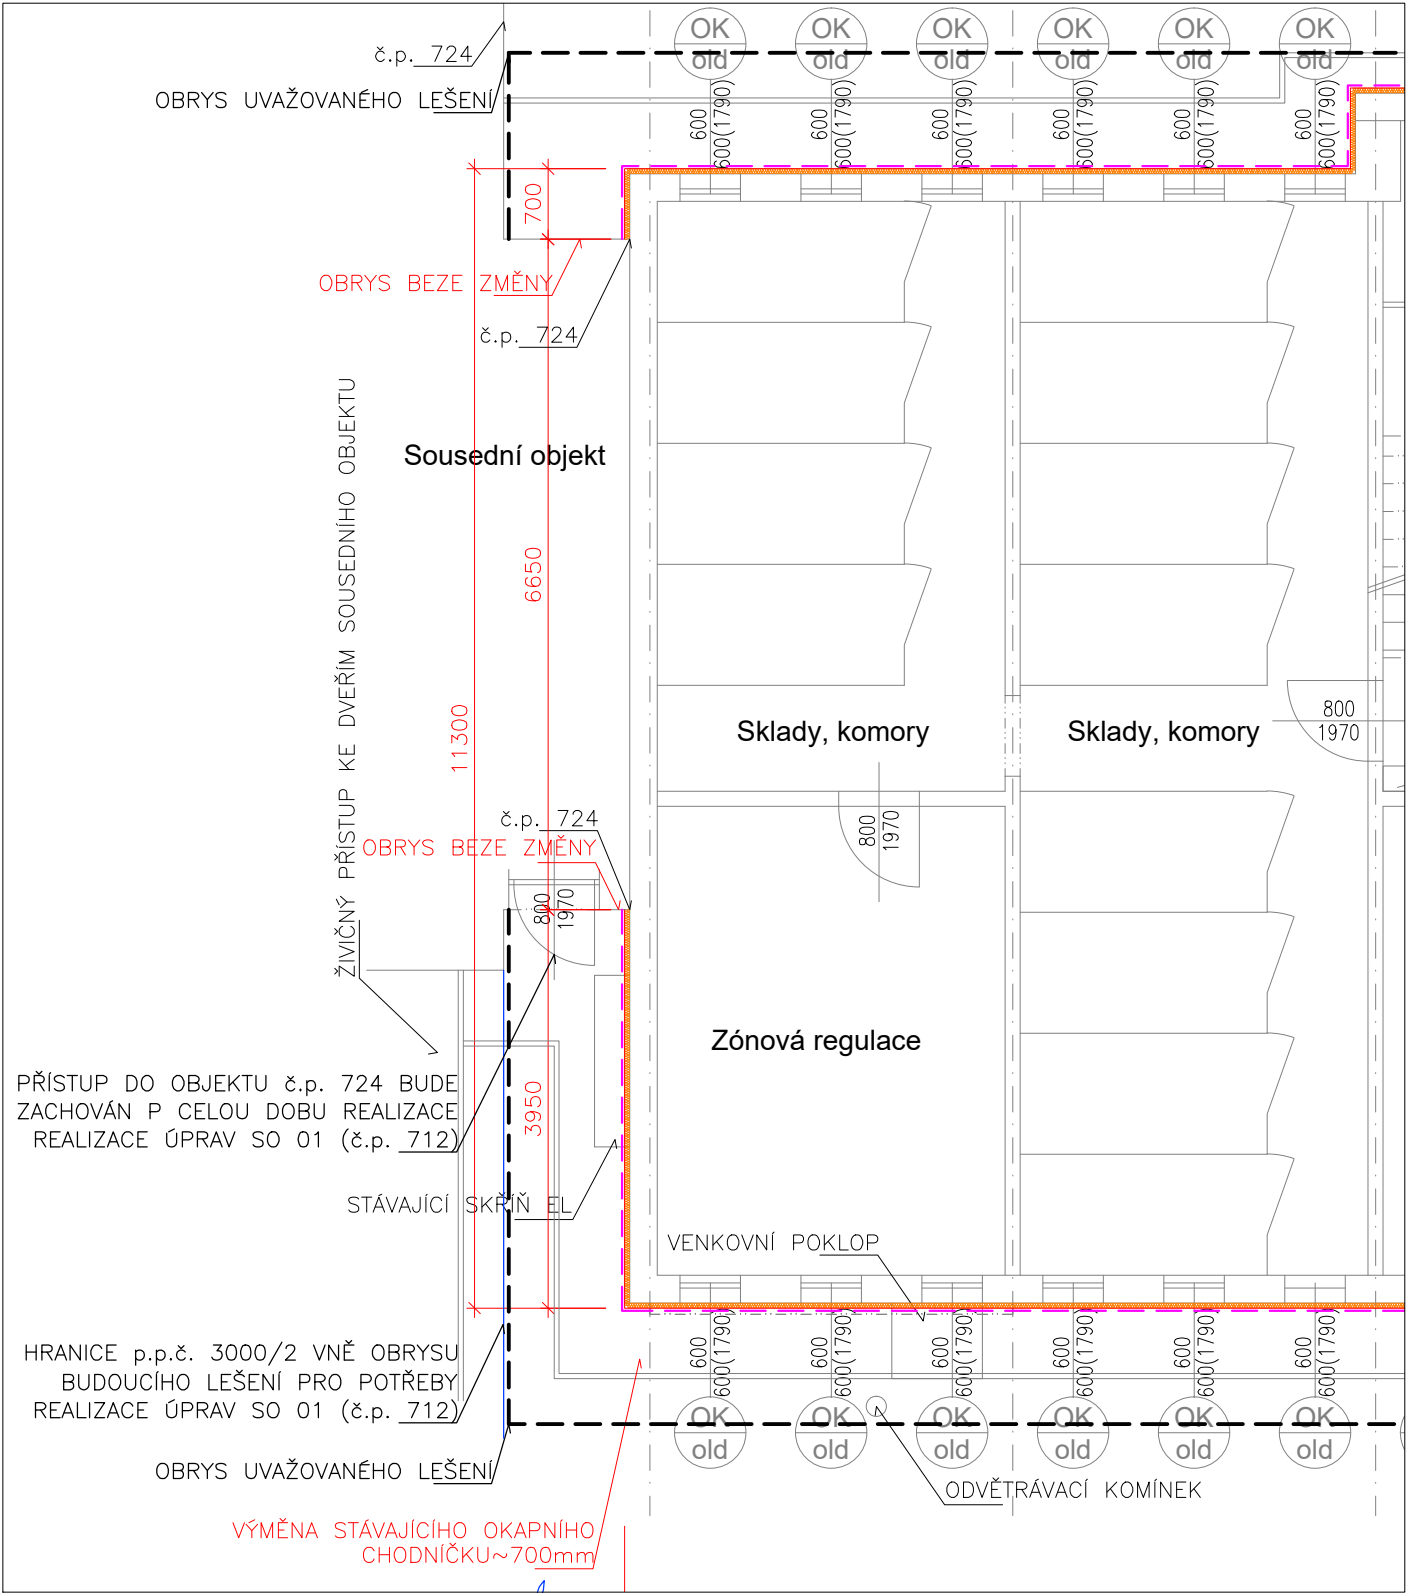 OK
old
OK
old
OK
old
OK
old
OK
old
OK
old
č.p. 724
OBRYS UVAŽOVANÉHO LEŠENÍ
600
600(1790)
600
600(1790)
600
600(1790)
600
600(1790)
600
600(1790)
600
600(1790)
700
OBRYS BEZE ZMĚNY
č.p. 724
ŽIVIČNÝ PŘÍSTUP KE DVEŘÍM SOUSEDNÍHO OBJEKTU
Sousední objekt
6650
11300
Sklady, komory
Sklady, komory
800
1970
č.p. 724
OBRYS BEZE ZMĚNY
800
1970
800
1970
Zónová regulace
PŘÍSTUP DO OBJEKTU č.p. 724 BUDE
ZACHOVÁN P CELOU DOBU REALIZACE
REALIZACE ÚPRAV SO 01 (č.p. 712)
3950
STÁVAJÍCÍ SKŘÍŇ EL
VENKOVNÍ POKLOP
HRANICE p.p.č. 3000/2 VNĚ OBRYSU
BUDOUCÍHO LEŠENÍ PRO POTŘEBY
REALIZACE ÚPRAV SO 01 (č.p. 712)
600
600(1790)
600
600(1790)
600
600(1790)
600
600(1790)
600
600(1790)
600
600(1790)
OK
old
OK
old
OK
old
OK
old
OK
old
OK
old
OBRYS UVAŽOVANÉHO LEŠENÍ
ODVĚTRÁVACÍ KOMÍNEK
VÝMĚNA STÁVAJÍCÍHO OKAPNÍHO
CHODNÍČKU~700mm